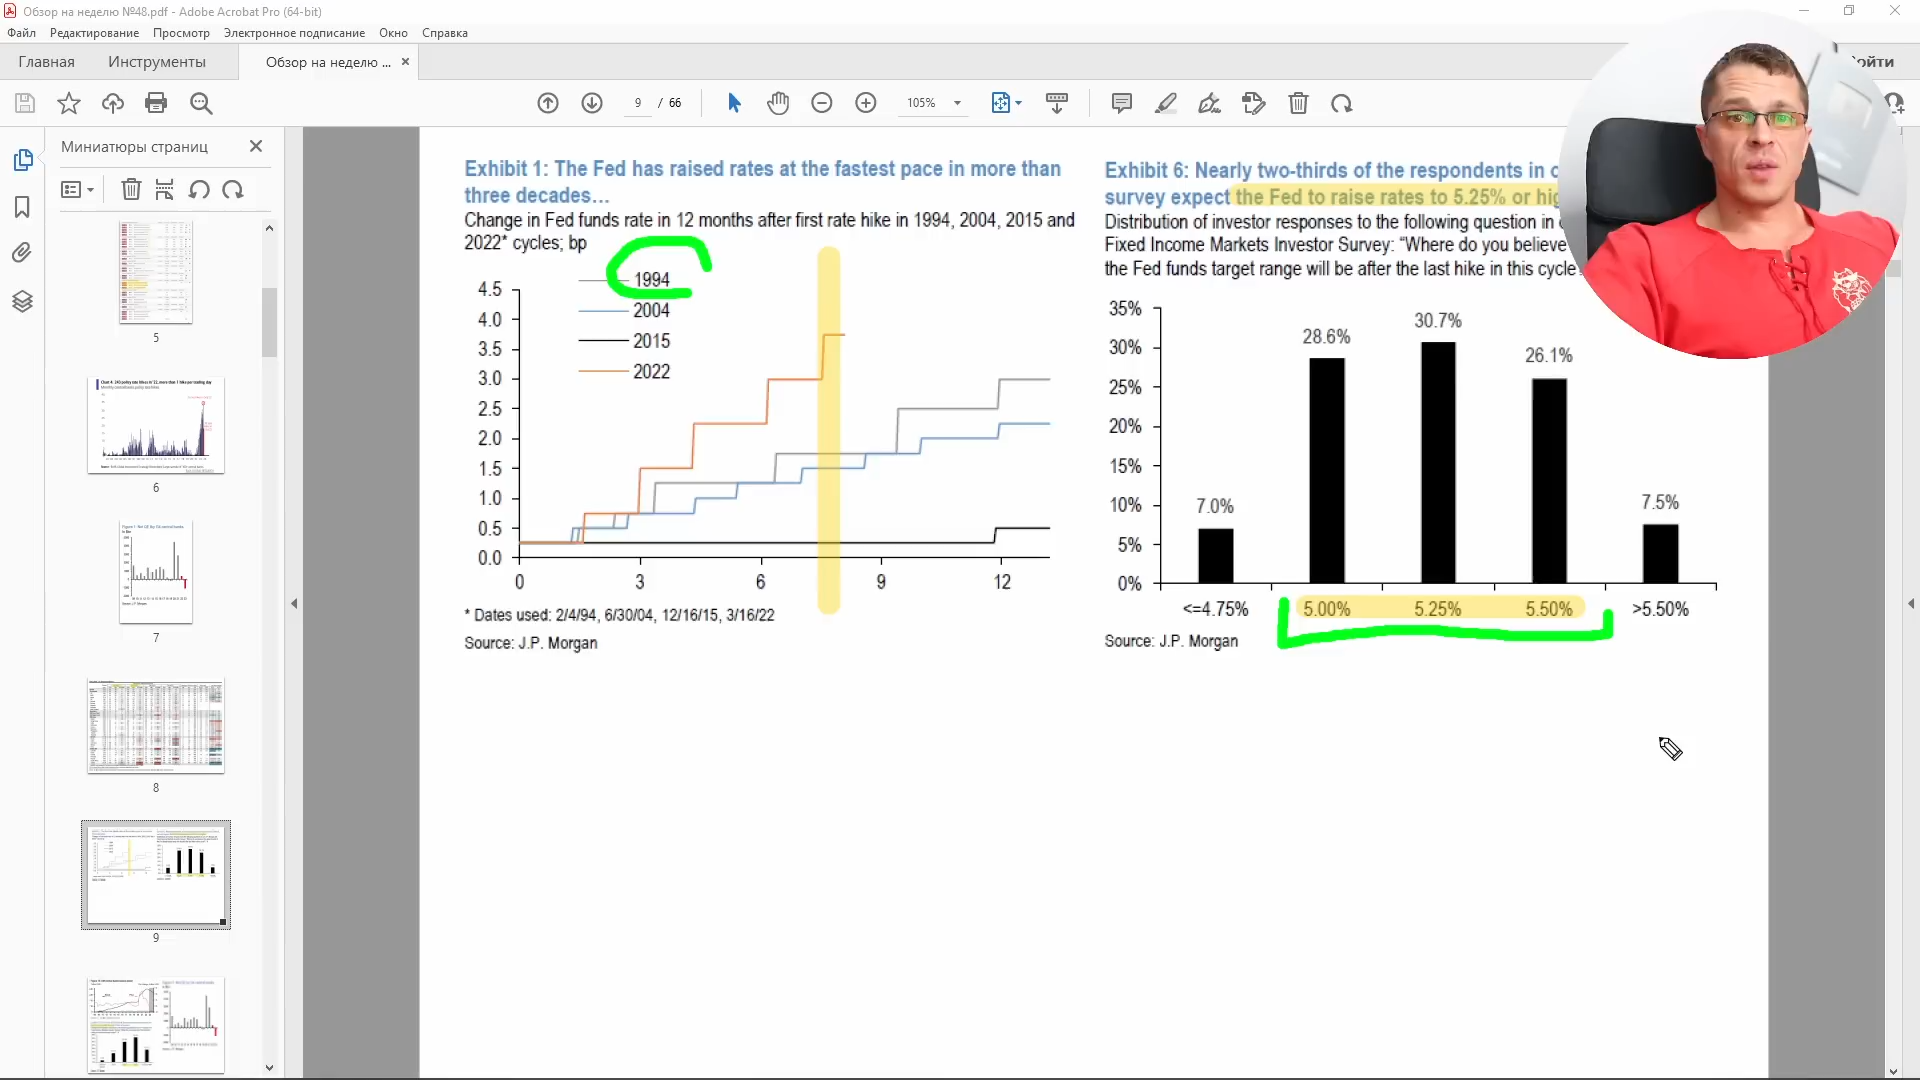 Обзор на неделю №48.pdf - Adobe Acrobat Pro (64-bit)
Файл Редактирование Просмотр Электронное подписание Окно Справка
Главная Инструменты Обзор на неделю ...
9 / 66 105%
Миниатюры страниц
5
6
7
8
9
Exhibit 1: The Fed has raised rates at the fastest pace in more than
three decades…
Change in Fed funds rate in 12 months after first rate hike in 1994, 2004, 2015 and
2022* cycles; bp
1994
2004
2015
2022
4.5
4.0
3.5
3.0
2.5
2.0
1.5
1.0
0.5
0.0
0 3 6 9 12
* Dates used: 2/4/94, 6/30/04, 12/16/15, 3/16/22
Source: J.P. Morgan
Exhibit 6: Nearly two-thirds of the respondents in
survey expect the Fed to raise rates to 5.25% or
Distribution of investor responses to the following question in
Fixed Income Markets Investor Survey: “Where do you believe
the Fed funds target range will be after the last hike in this cycle
35%
30%
25%
20%
15%
10%
5%
0%
7.0%
28.6%
30.7%
26.1%
7.5%
<=4.75% 5.00% 5.25% 5.50% >5.50%
Source: J.P. Morgan